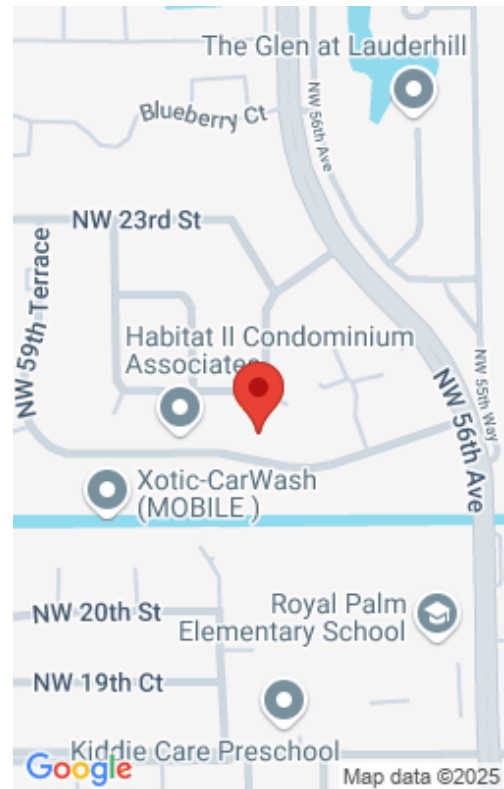 The Glen at Lauderhill
Blueberry Ct
NW 56th Ave
NW 23rd St
NW 59th Terrace
Habitat II Condominium
Associates
NW 55th Way
NW 56th Ave
Xotic-CarWash
(MOBILE )
NW 20th St
Royal Palm
Elementary School
NW 19th Ct
Kiddie Care Preschool
Google
Map data ©2025